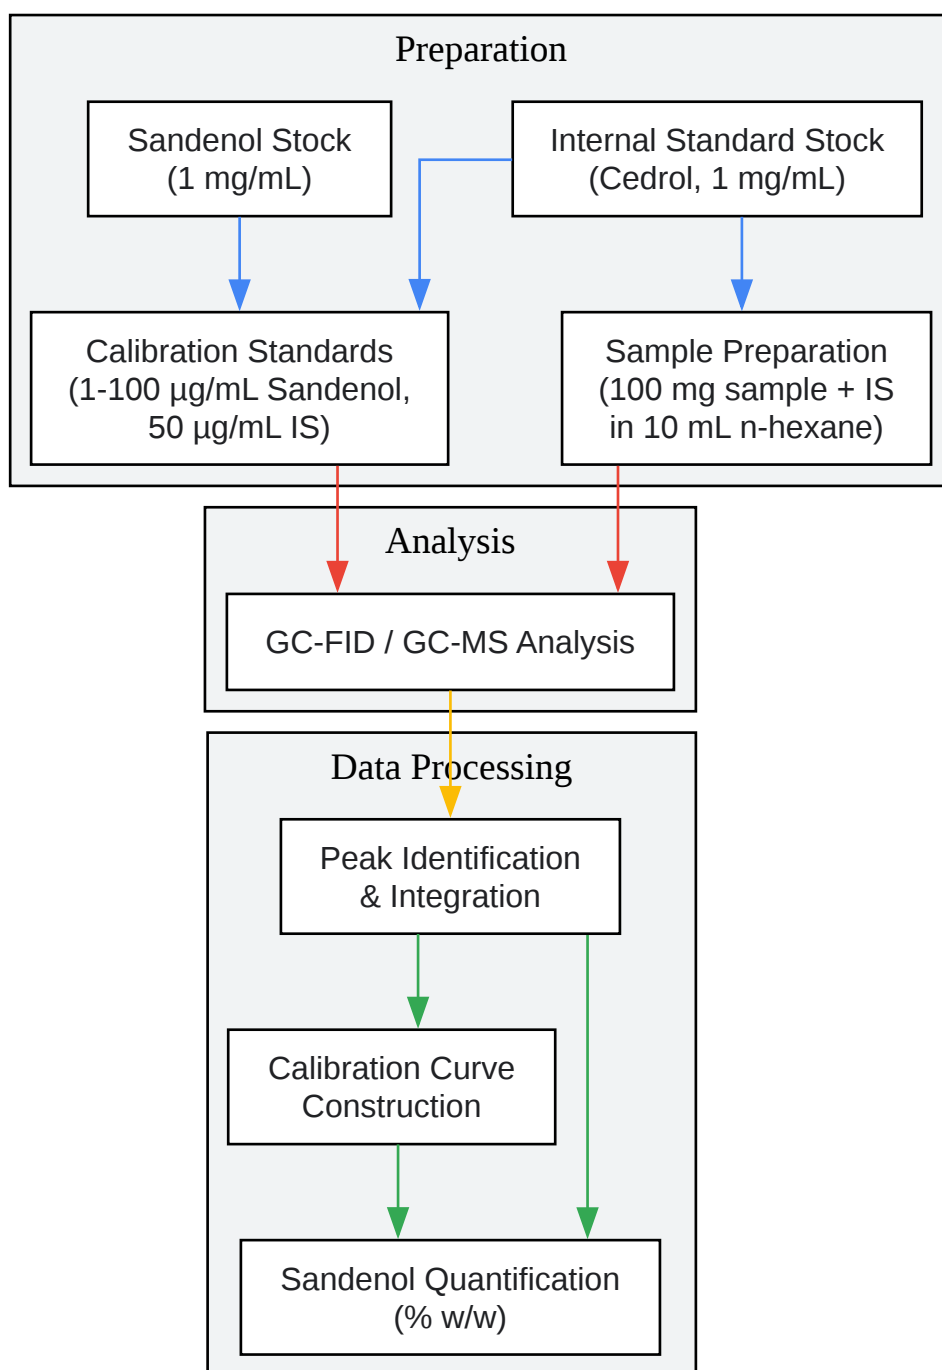 Preparation
Sandenol Stock
(1 mg/mL)
Internal Standard Stock
(Cedrol, 1 mg/mL)
Calibration Standards
(1-100 µg/mL Sandenol,
50 µg/mL IS)
Sample Preparation
(100 mg sample + IS
in 10 mL n-hexane)
Analysis
GC-FID / GC-MS Analysis
Data Processing
Peak Identification
& Integration
Calibration Curve
Construction
Sandenol Quantification
(% w/w)